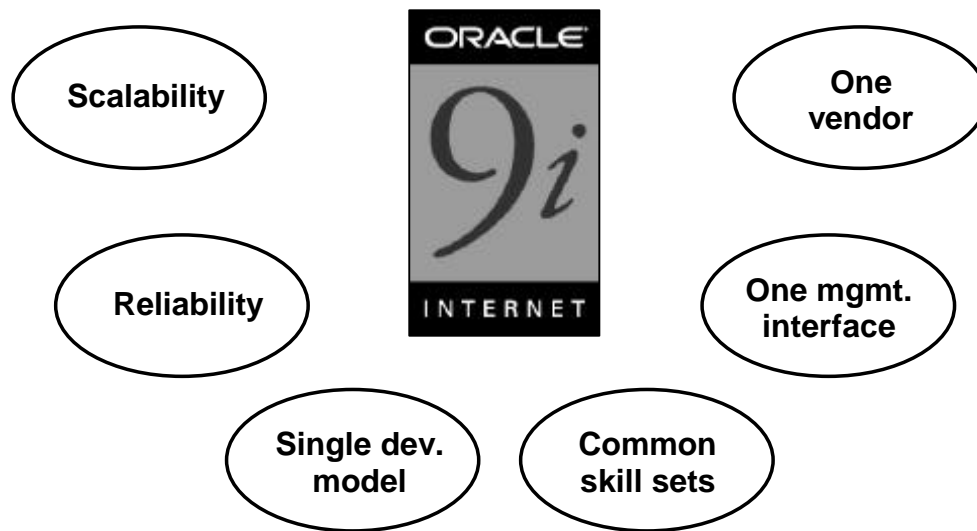 ORACLE
9i
INTERNET
Scalability
One
vendor
Reliability
One mgmt.
interface
Single dev.
model
Common
skill sets